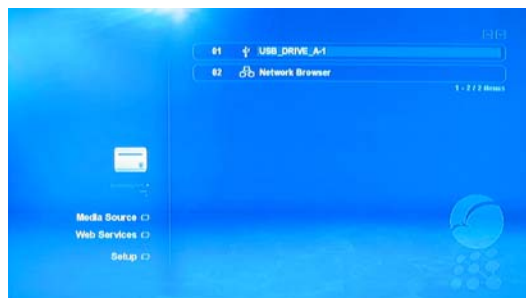 01 USB_DRIVE_A-1
02 Network Browser
1 - 2 / 2 items
Media Source
Web Services
Setup